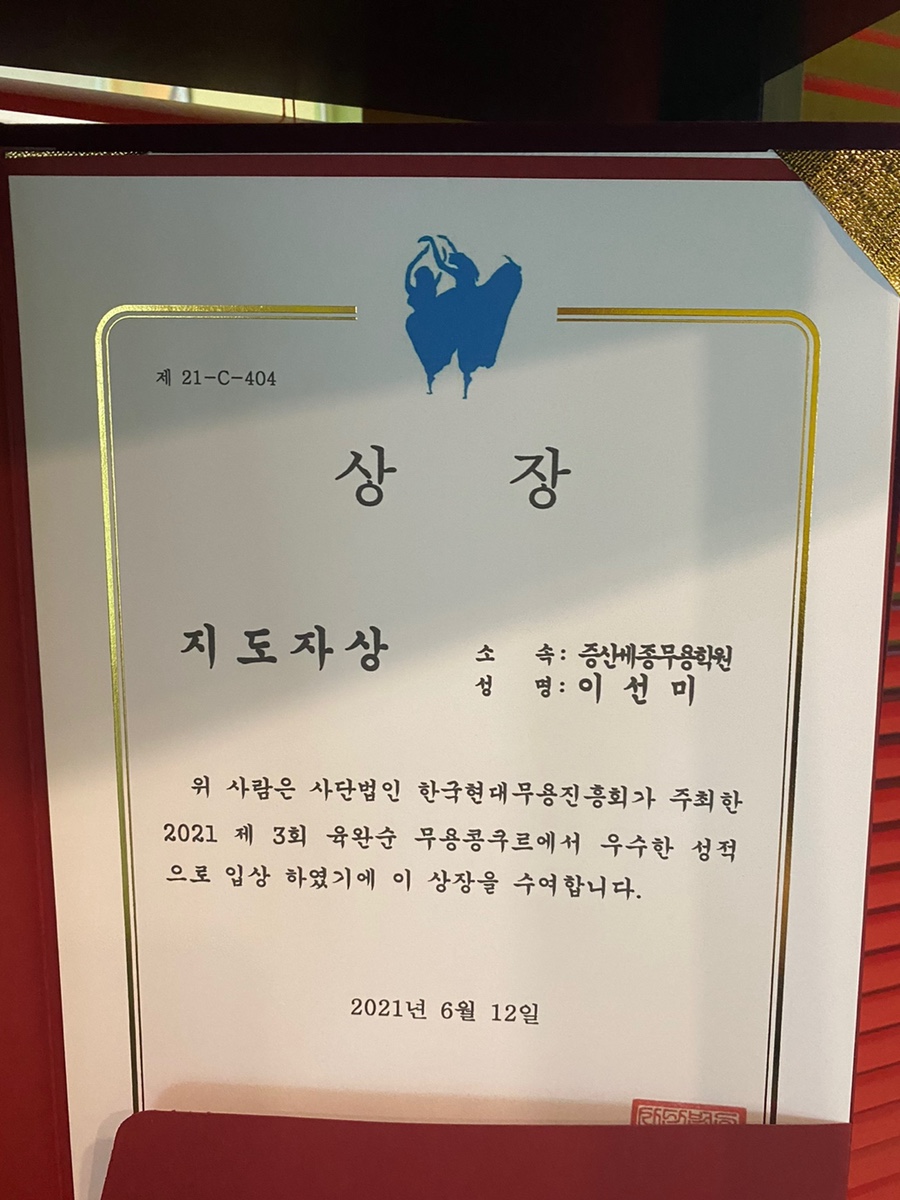 제 21-C-404
상 장
지도자상
소 속: 증산세종무용학원
성 명: 이 선 미
위 사람은 사단법인 한국현대무용진흥회가 주최한
2021 제 3회 육완순 무용콩쿠르에서 우수한 성적
으로 입상 하였기에 이 상장을 수여합니다.
2021년 6월 12일